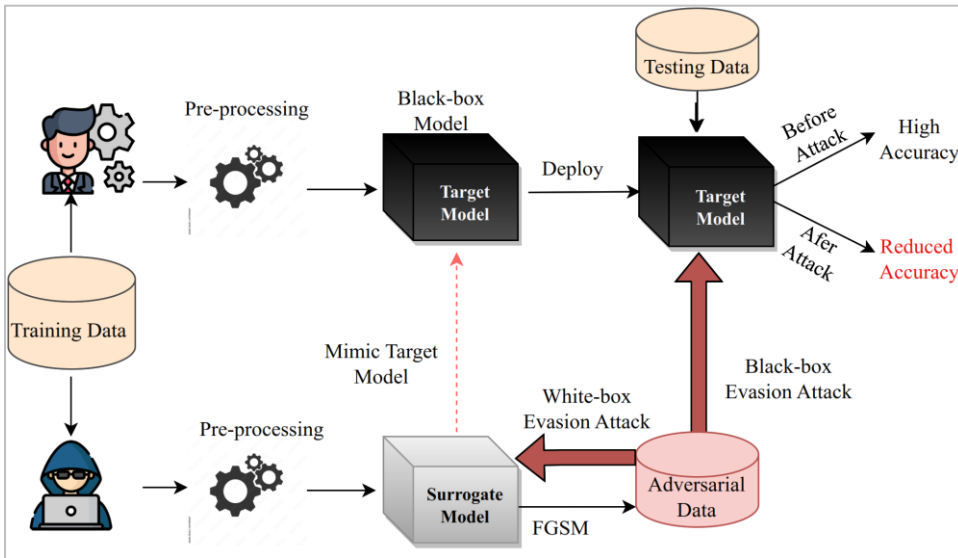 Testing Data
Pre-processing
Black-box
Model
Before
Attack
High
Accuracy
Target
Model
Deploy
Target
Model
Afer
Attack
Reduced
Accuracy
Training Data
Mimic Target
Model
Black-box
Evasion Attack
White-box
Evasion Attack
Pre-processing
Surrogate
Model
FGSM
Adversarial
Data